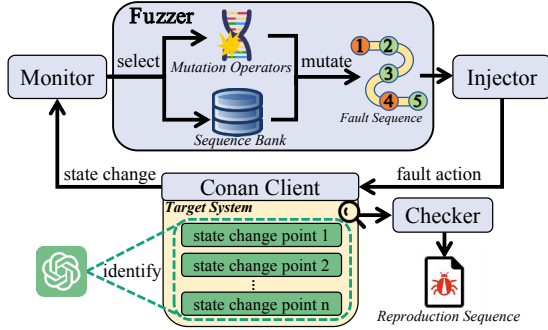 Fuzzer
Monitor
select
Mutation Operators
Sequence Bank
mutate
1 2
3
4 5
Fault Sequence
Injector
state change
fault action
Conan Client
Target System
state change point 1
state change point 2
...
state change point n
identify
Checker
Reproduction Sequence